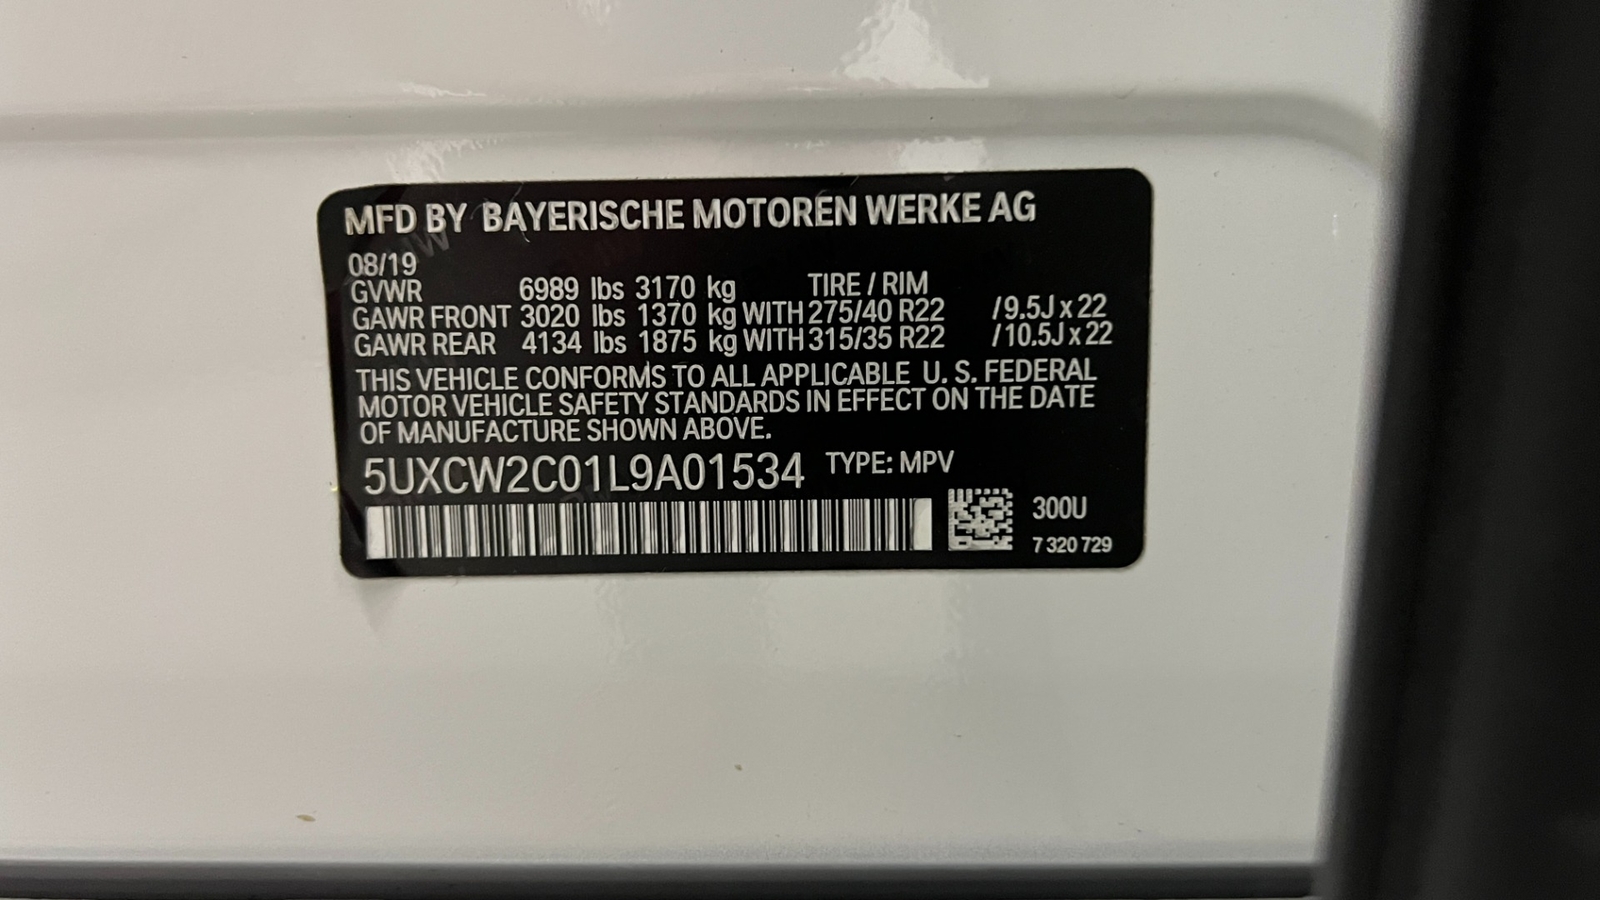 MFD BY BAYERISCHE MOTOREN WERKE AG
08/19
GVWR 6989 lbs 3170 kg TIRE / RIM
GAWR FRONT 3020 lbs 1370 kg WITH 275/40 R22 /9.5J x 22
GAWR REAR 4134 lbs 1875 kg WITH 315/35 R22 /10.5J x 22
THIS VEHICLE CONFORMS TO ALL APPLICABLE U. S. FEDERAL
MOTOR VEHICLE SAFETY STANDARDS IN EFFECT ON THE DATE
OF MANUFACTURE SHOWN ABOVE.
5UXCW2C01L9A01534 TYPE: MPV
300U
7 320 729